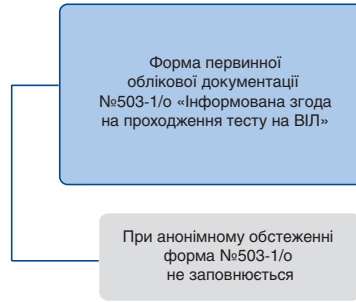 Форма первинної
облікової документації
№503-1/о «Інформована згода
на проходження тесту на ВІЛ»
При анонімному обстеженні
форма №503-1/о
не заповнюється